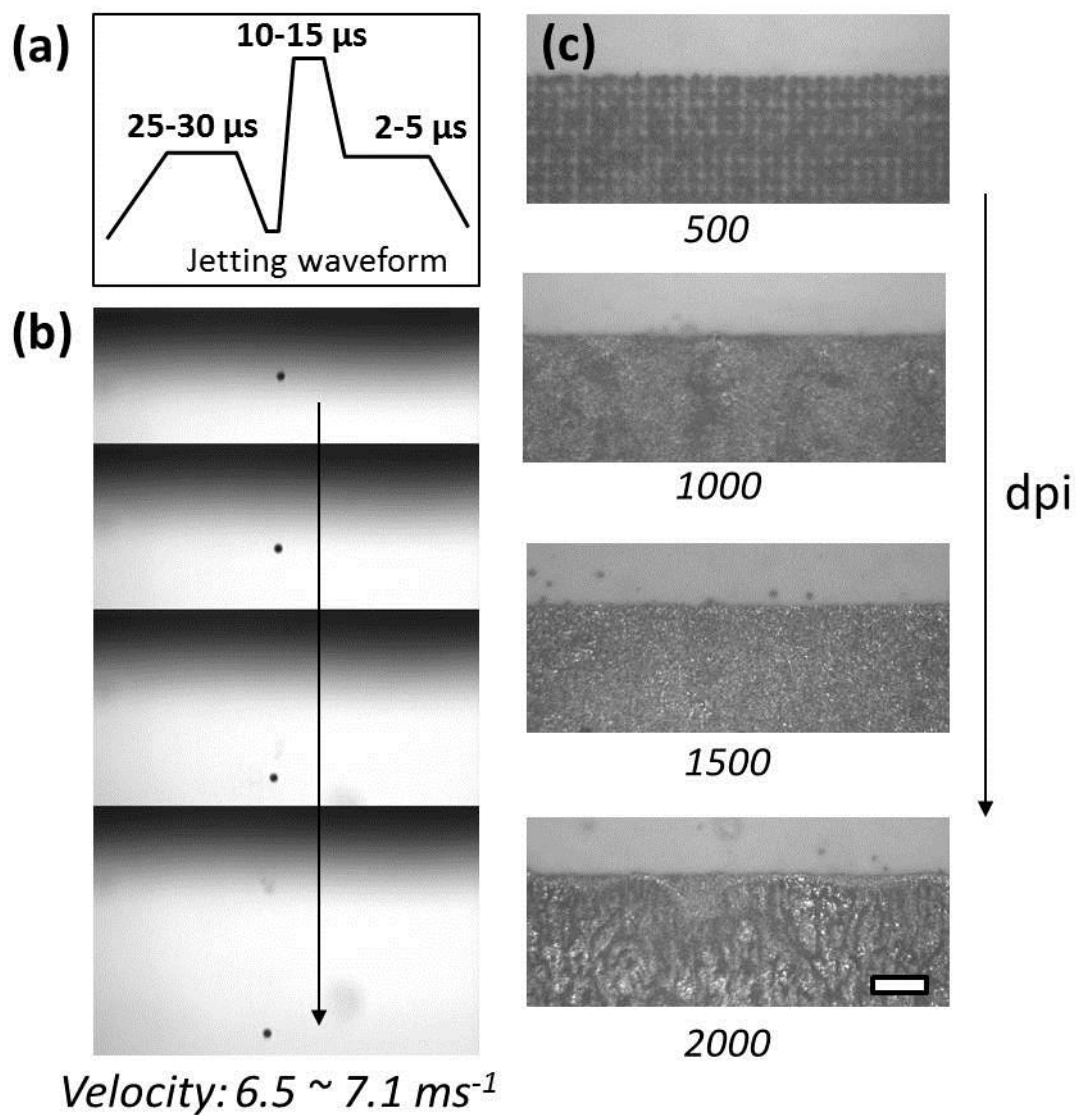 (a)
10-15 µs
25-30 µs
2-5 µs
Jetting waveform
(b)
Velocity: 6.5 ~ 7.1 ms⁻¹
(c)
500
1000
1500
2000
dpi